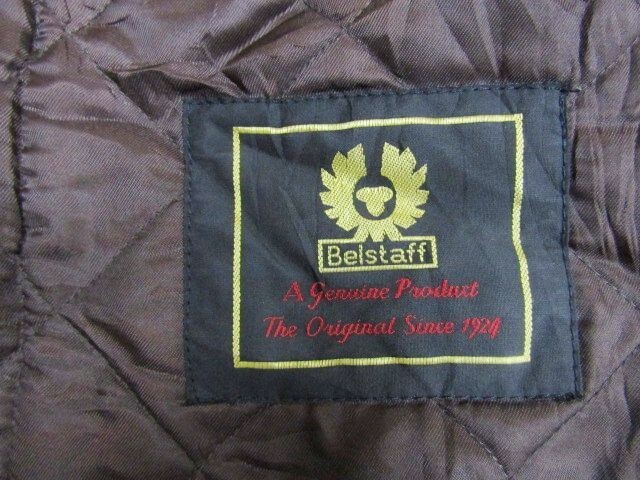 Belstaff
A Genuine Product
The Original Since 1924